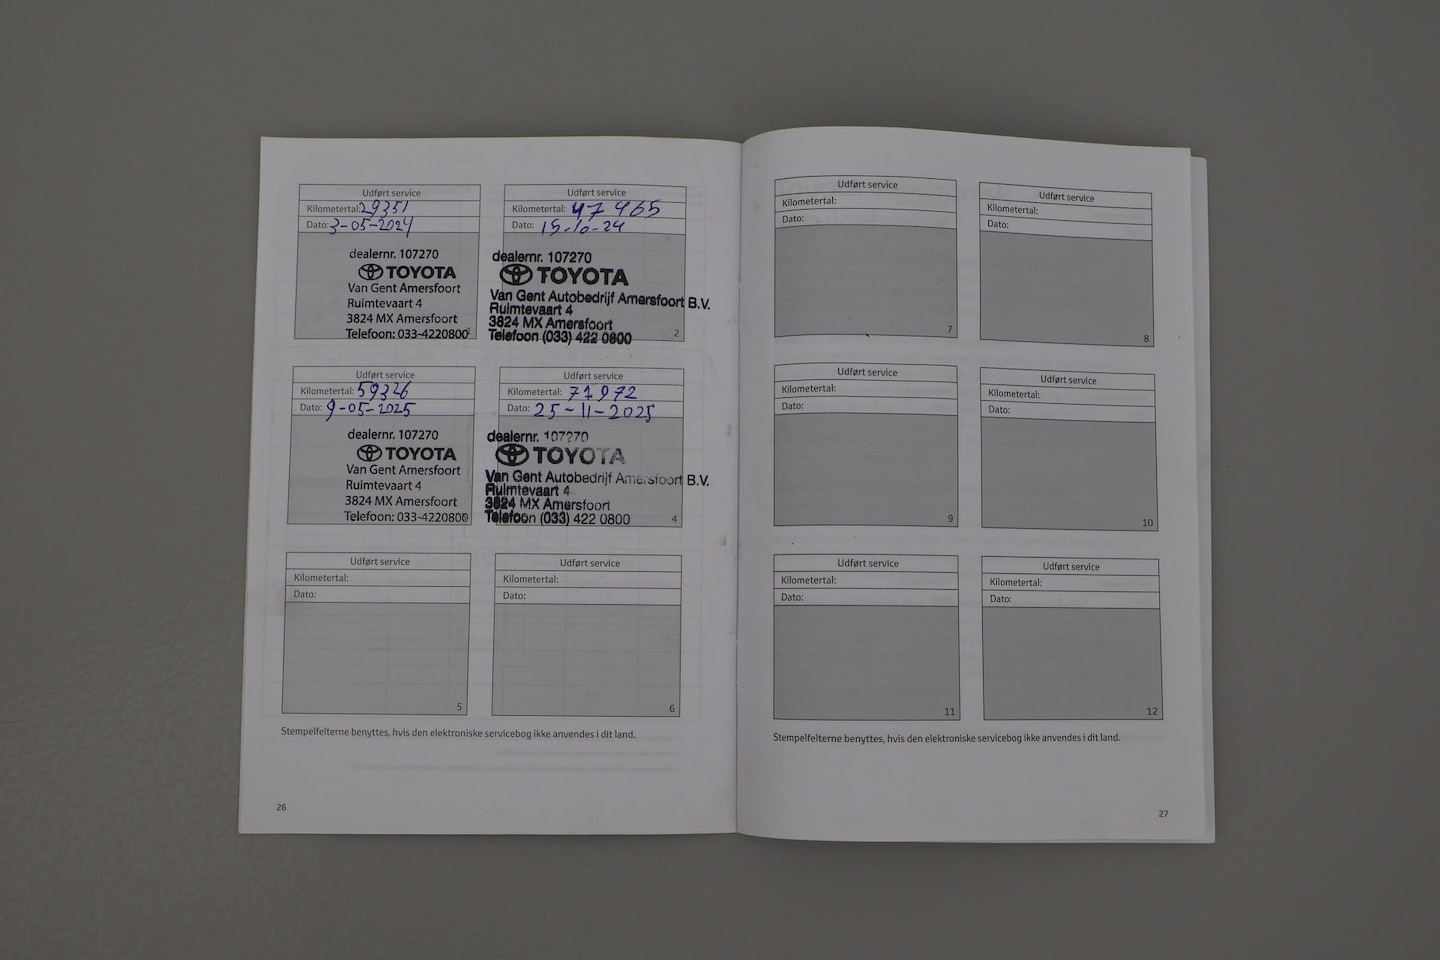 Udført service
Kilometertal: 29351
Dato: 3-05-2024
dealernr. 107270
TOYOTA
Van Gent Amersfoort
Ruimtevaart 4
3824 MX Amersfoort
Telefoon: 033-4220800
Udført service
Kilometertal: 47465
Dato: 15-10-24
dealernr. 107270
TOYOTA
Van Gent Autobedrijf Amersfoort B.V.
Ruimtevaart 4
3824 MX Amersfoort
Telefoon (033) 422 0800
2
Udført service
Kilometertal: 59326
Dato: 9-05-2025
dealernr. 107270
TOYOTA
Van Gent Amersfoort
Ruimtevaart 4
3824 MX Amersfoort
Telefoon: 033-4220800
Udført service
Kilometertal: 71972
Dato: 25-11-2025
dealernr. 107270
TOYOTA
Van Gent Autobedrijf Amersfoort B.V.
Ruimtevaart 4
3824 MX Amersfoort
Telefoon (033) 422 0800
4
Udført service
Kilometertal:
Dato:
5
Udført service
Kilometertal:
Dato:
6
Stempelfelterne benyttes, hvis den elektroniske servicebog ikke anvendes i dit land.
26
Udført service
Kilometertal:
Dato:
7
Udført service
Kilometertal:
Dato:
8
Udført service
Kilometertal:
Dato:
9
Udført service
Kilometertal:
Dato:
10
Udført service
Kilometertal:
Dato:
11
Udført service
Kilometertal:
Dato:
12
Stempelfelterne benyttes, hvis den elektroniske servicebog ikke anvendes i dit land.
27